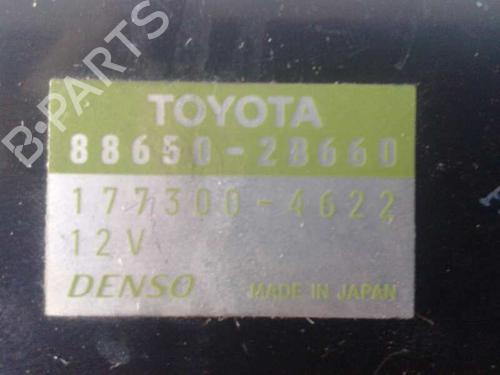 B-PARTS
TOYOTA
88650-2B660
177300-4622
12V
DENSO MADE IN JAPAN